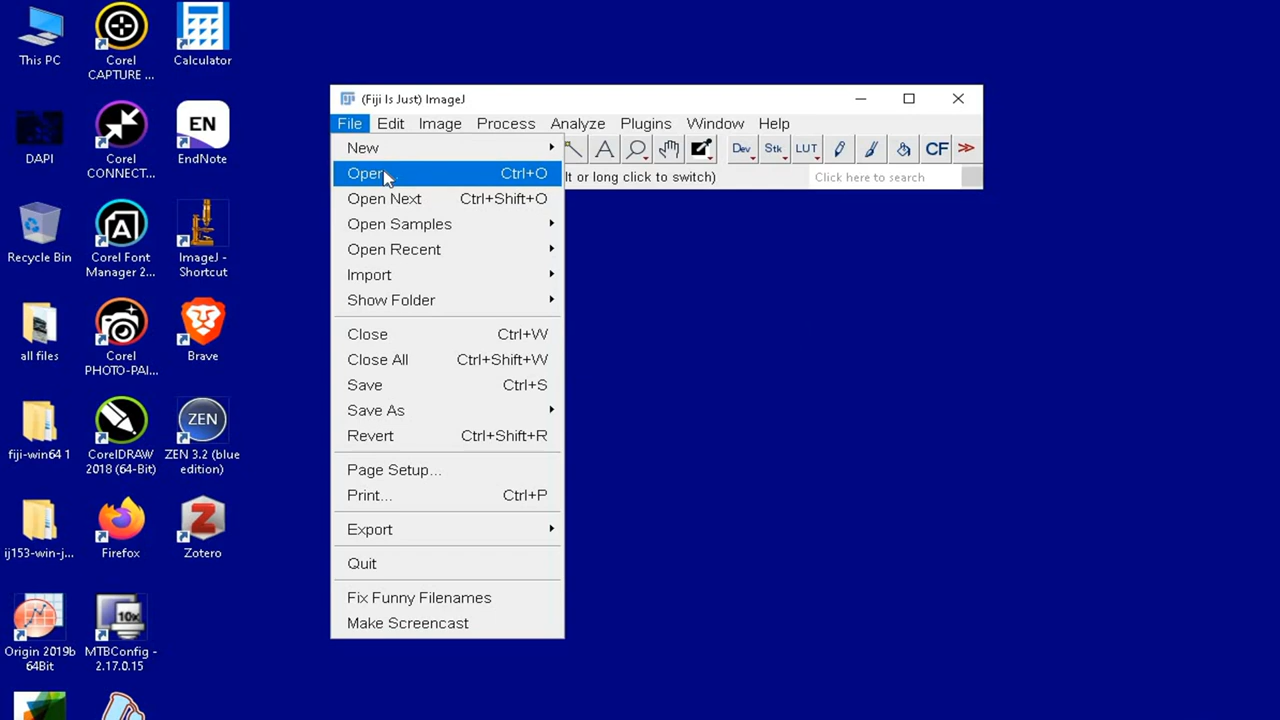 This PC
Corel
CAPTURE ...
Calculator
DAPI
Corel
CONNECT...
EN
EndNote
Recycle Bin
Corel Font
Manager 2...
ImageJ -
Shortcut
all files
Corel
PHOTO-PAI...
Brave
fiji-win64 1
CorelDRAW
2018 (64-Bit)
ZEN
ZEN 3.2 (blue
edition)
ij153-win-j...
Firefox
Zotero
Origin 2019b
64Bit
10x
MTBConfig -
2.17.0.15
(Fiji Is Just) ImageJ
File Edit Image Process Analyze Plugins Window Help
Dev Stk LUT CF >>
lt or long click to switch)
Click here to search
New
Open... Ctrl+O
Open Next Ctrl+Shift+O
Open Samples
Open Recent
Import
Show Folder
Close Ctrl+W
Close All Ctrl+Shift+W
Save Ctrl+S
Save As
Revert Ctrl+Shift+R
Page Setup...
Print... Ctrl+P
Export
Quit
Fix Funny Filenames
Make Screencast